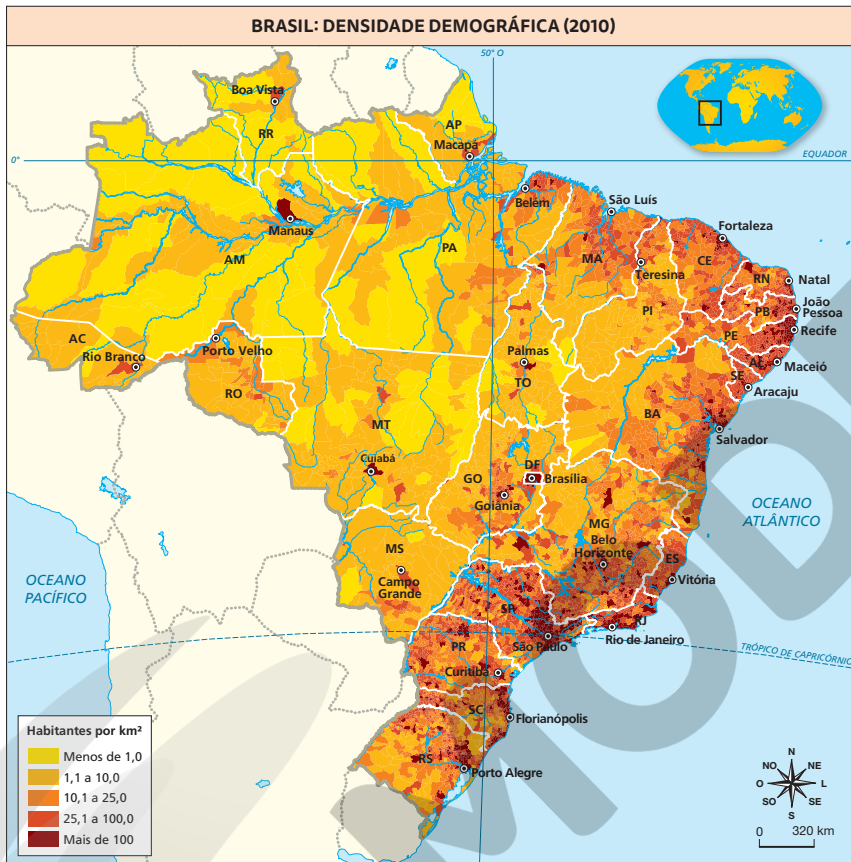 BRASIL: DENSIDADE DEMOGRÁFICA (2010)
50° O
Boa Vista
RR
AP
Macapá
0°
EQUADOR
Belém
São Luís
Manaus
Fortaleza
AM
PA
MA
CE
Teresina
RN
Natal
PI
PB
João
Pessoa
AC
PE
Recife
Rio Branco
Porto Velho
Palmas
TO
AL
Maceió
SE
Aracaju
RO
BA
MT
Salvador
Cuiabá
DF
Brasília
GO
Goiânia
OCEANO
ATLÂNTICO
MG
MS
Belo
Horizonte
ES
Vitória
OCEANO
PACÍFICO
Campo
Grande
SP
RJ
Rio de Janeiro
São Paulo
TRÓPICO DE CAPRICÓRNIO
PR
Curitiba
SC
Florianópolis
RS
Porto Alegre
Habitantes por km²
Menos de 1,0
1,1 a 10,0
10,1 a 25,0
25,1 a 100,0
Mais de 100
N
NO
NE
O
L
SO
SE
S
0 320 km
MOD